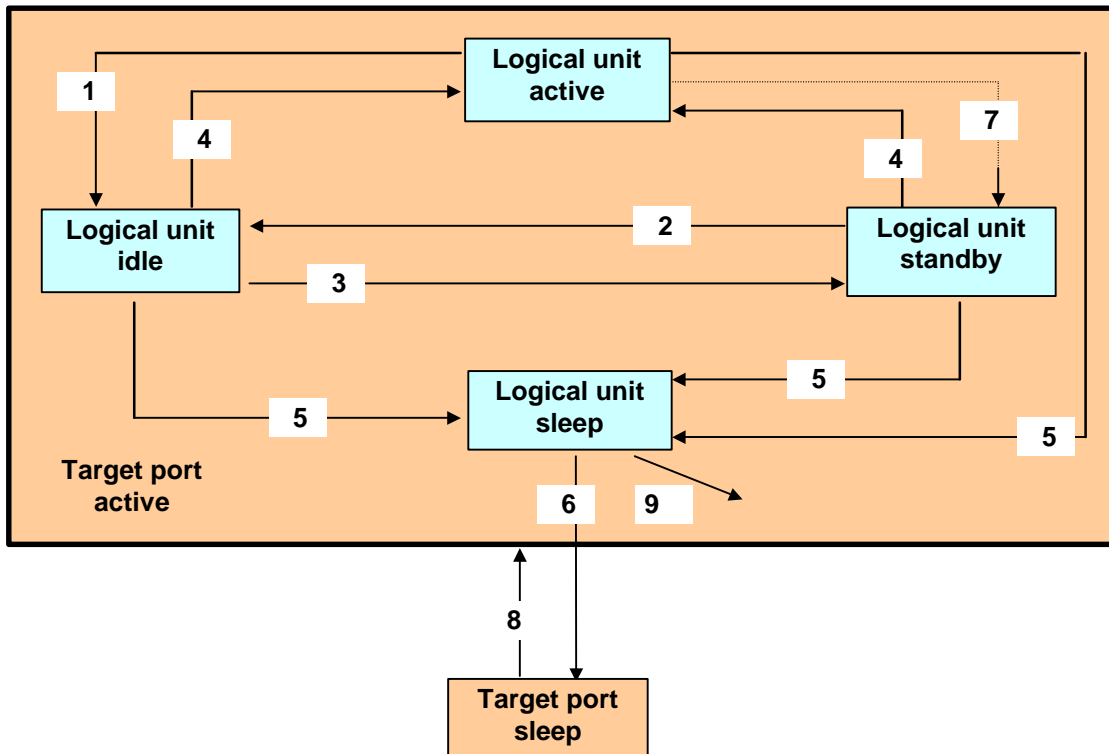 Logical unit
active
1
7
4
4
Logical unit
idle
2
Logical unit
standby
3
5
Logical unit
sleep
5
5
Target port
active
6
9
8
Target port
sleep